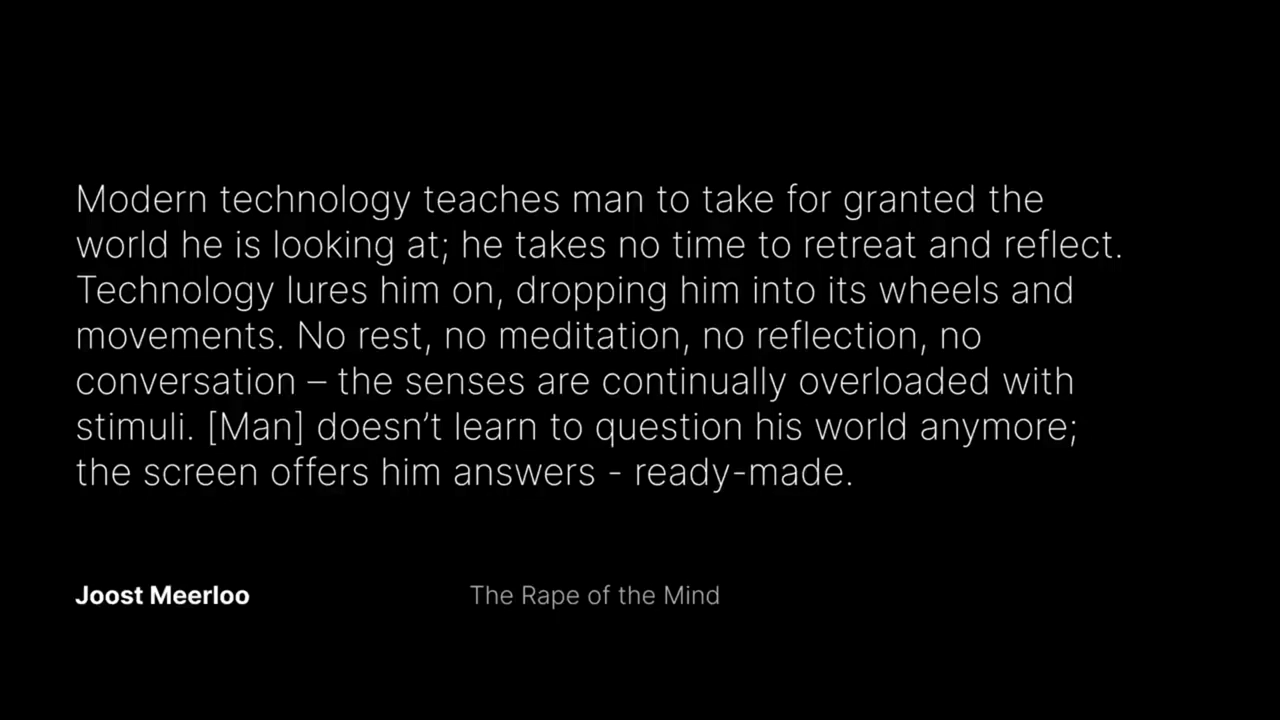 Modern technology teaches man to take for granted the
world he is looking at; he takes no time to retreat and reflect.
Technology lures him on, dropping him into its wheels and
movements. No rest, no meditation, no reflection, no
conversation – the senses are continually overloaded with
stimuli. [Man] doesn’t learn to question his world anymore;
the screen offers him answers - ready-made.
Joost Meerloo The Rape of the Mind